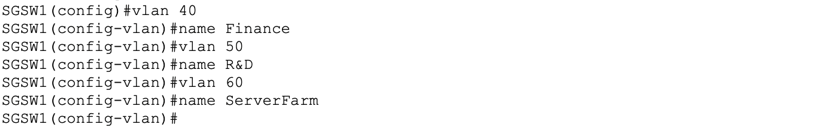 SGSW1(config)#vlan 40
SGSW1(config-vlan)#name Finance
SGSW1(config-vlan)#vlan 50
SGSW1(config-vlan)#name R&D
SGSW1(config-vlan)#vlan 60
SGSW1(config-vlan)#name ServerFarm
SGSW1(config-vlan)#